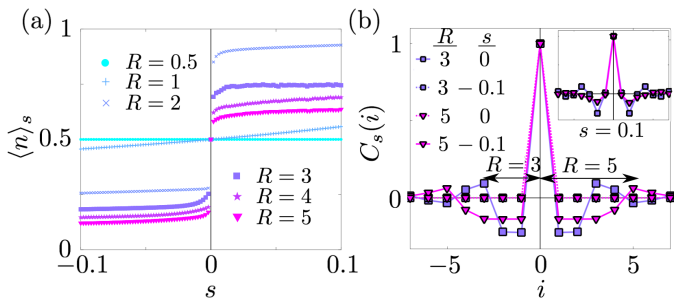 (a)
1
R = 0.5
R = 1
R = 2
⟨n⟩s
0.5
R = 3
R = 4
R = 5
0
−0.1
0
0.1
s
(b)
1
R s
3 0
3 −0.1
5 0
5 −0.1
s = 0.1
Cs(i)
R = 3
R = 5
0
−5
0
5
i